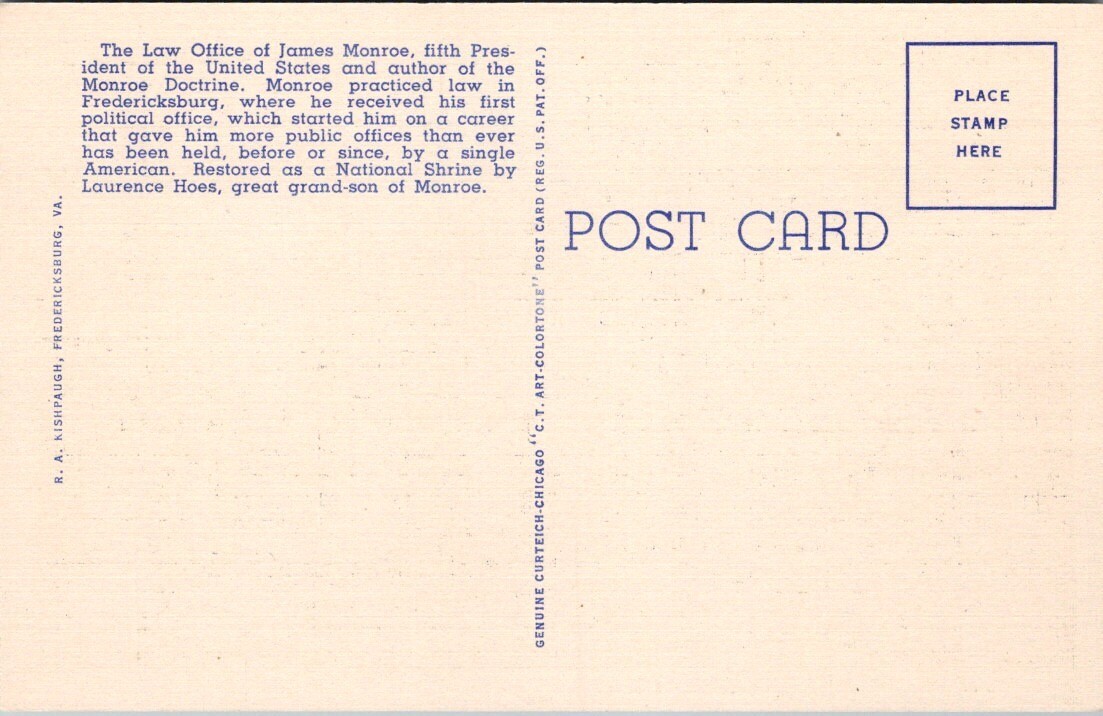 The Law Office of James Monroe, fifth Pres-
ident of the United States and author of the
Monroe Doctrine. Monroe practiced law in
Fredericksburg, where he received his first
political office, which started him on a career
that gave him more public offices than ever
has been held, before or since, by a single
American. Restored as a National Shrine by
Laurence Hoes, great grand-son of Monroe.
R. A. KISHPAUGH, FREDERICKSBURG, VA.
GENUINE CURTEICH-CHICAGO "C.T. ART-COLORTONE" POST CARD (REG. U.S. PAT. OFF.)
POST CARD
PLACE
STAMP
HERE